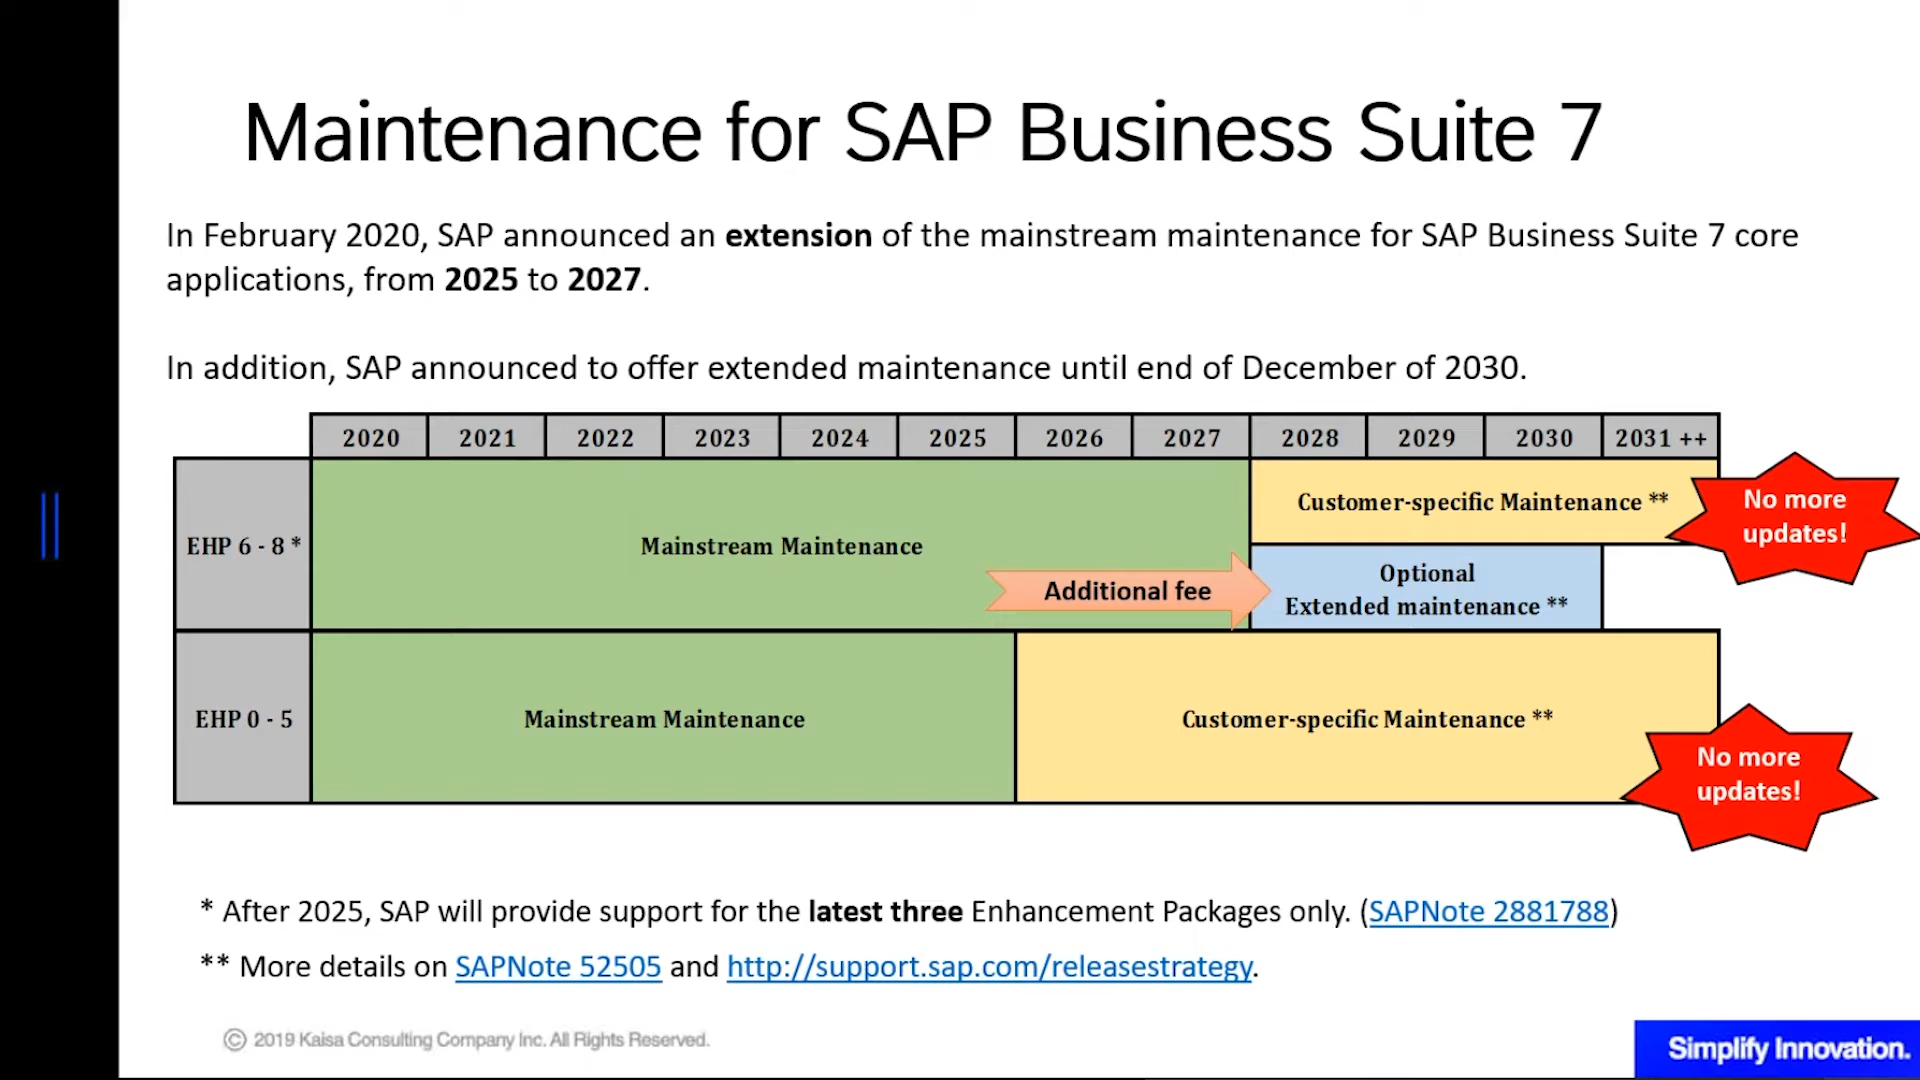 Maintenance for SAP Business Suite 7
In February 2020, SAP announced an extension of the mainstream maintenance for SAP Business Suite 7 core
applications, from 2025 to 2027.
In addition, SAP announced to offer extended maintenance until end of December of 2030.
2020 2021 2022 2023 2024 2025 2026 2027 2028 2029 2030 2031 ++
EHP 6 - 8 *
Mainstream Maintenance
Customer-specific Maintenance **
No more
updates!
Additional fee
Optional
Extended maintenance **
EHP 0 - 5
Mainstream Maintenance
Customer-specific Maintenance **
No more
updates!
* After 2025, SAP will provide support for the latest three Enhancement Packages only. (SAPNote 2881788)
** More details on SAPNote 52505 and http://support.sap.com/releasestrategy.
© 2019 Kaisa Consulting Company Inc. All Rights Reserved.
Simplify Innovation.